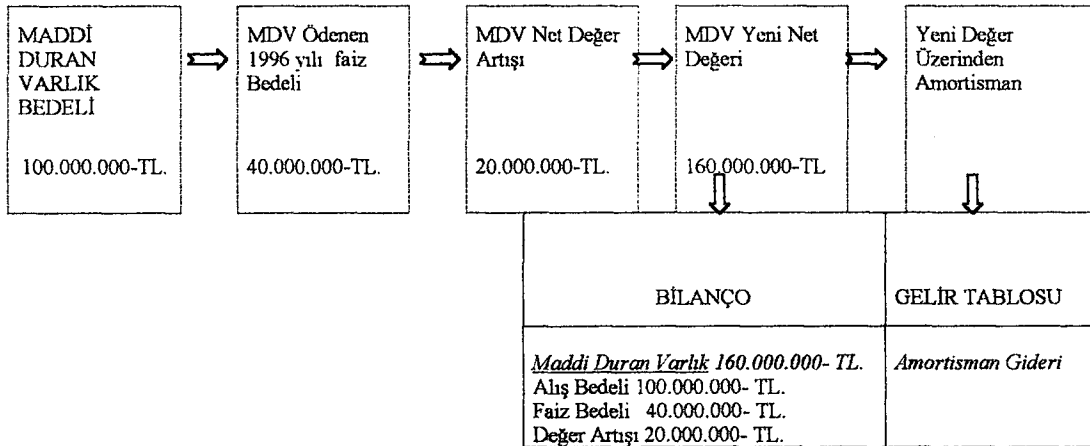 MADDİ
DURAN
VARLIK
BEDELİ
100.000.000-TL.
MDV Ödenen
1996 yılı faiz
Bedeli
40.000.000-TL.
MDV Net Değer
Artışı
20.000.000-TL.
MDV Yeni Net
Değeri
160.000.000-TL
Yeni Değer
Üzerinden
Amortisman
BİLANÇO
GELİR TABLOSU
Maddi Duran Varlık 160.000.000- TL.
Alış Bedeli 100.000.000- TL.
Faiz Bedeli 40.000.000- TL.
Değer Artışı 20.000.000- TL.
Amortisman Gideri